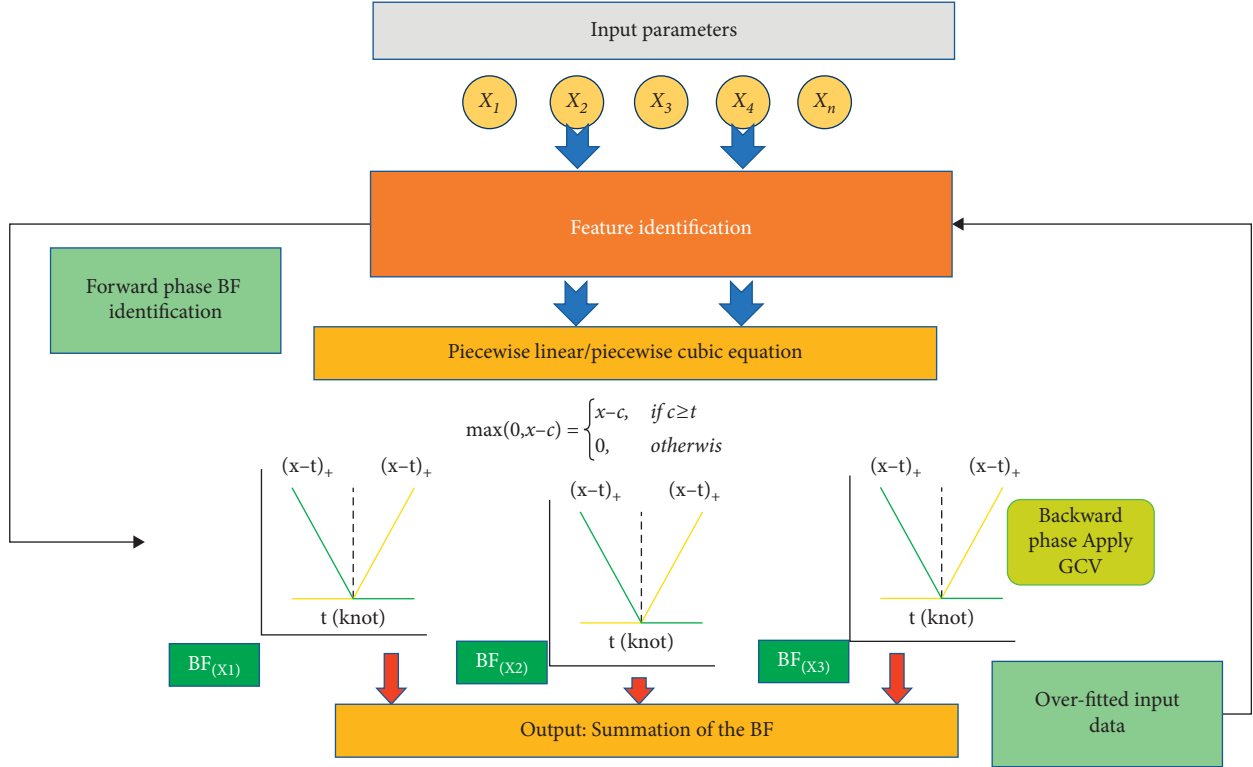 Input parameters
X1 X2 X3 X4 Xn
Feature identification
Forward phase BF
identification
Piecewise linear/piecewise cubic equation
max(0,x–c) = { x–c, if c≥t
0, otherwis
(x–t)+ (x–t)+
t (knot)
BF(X1)
(x–t)+ (x–t)+
t (knot)
BF(X2)
(x–t)+ (x–t)+
t (knot)
BF(X3)
Backward
phase Apply
GCV
Over-fitted input
data
Output: Summation of the BF